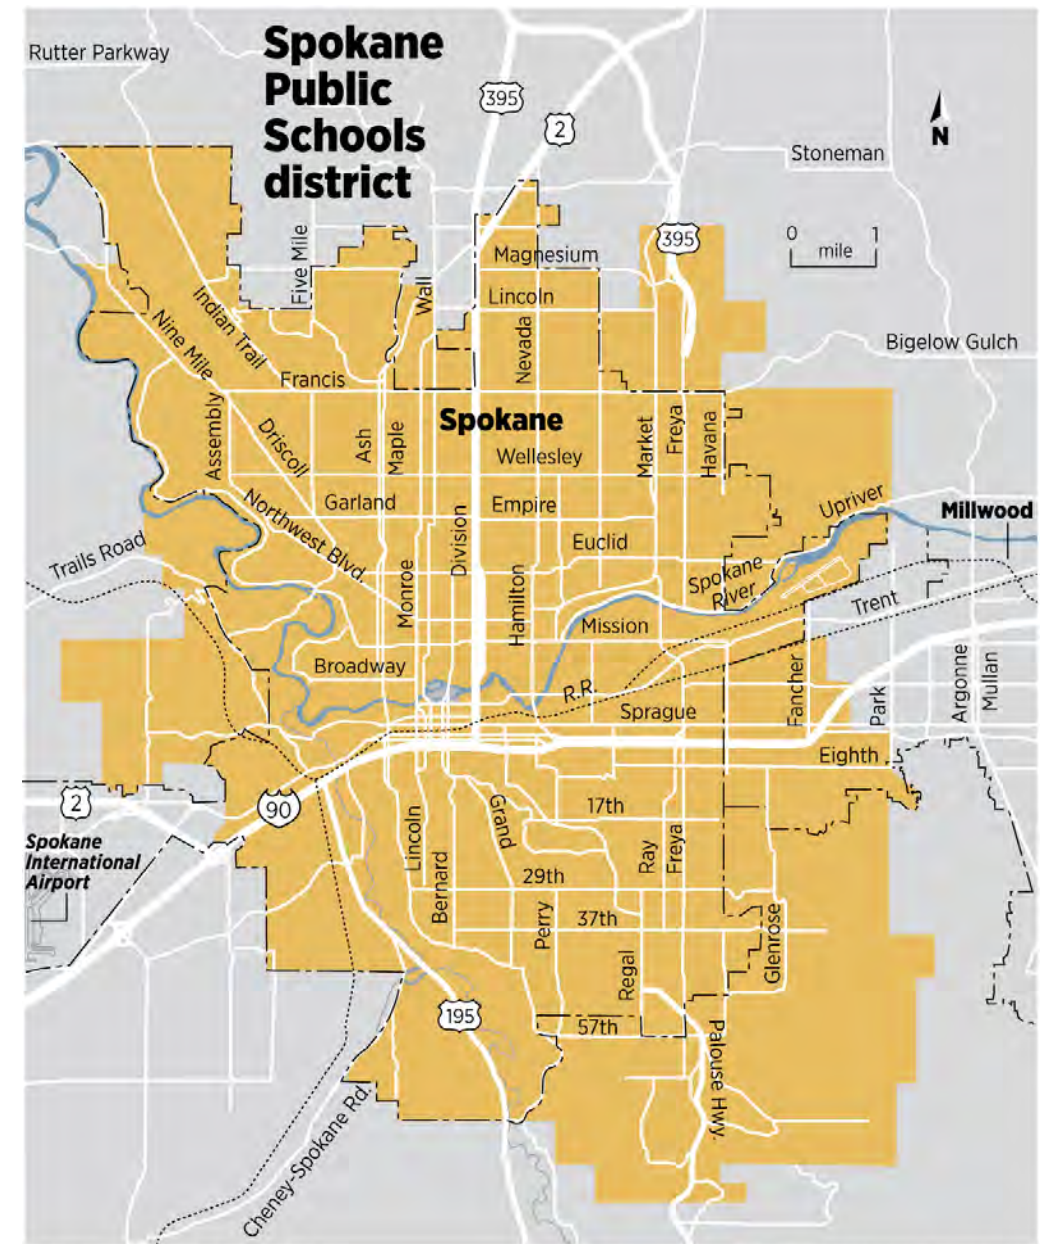 Spokane
Public
Schools
district
Rutter Parkway
395
2
N
Stoneman
395
0 1
mile
Five Mile
Magnesium
Wall
Lincoln
Indian Trail
Nine Mile
Nevada
Bigelow Gulch
Francis
Spokane
Assembly
Driscoll
Ash
Maple
Wellesley
Market
Freya
Havana
Garland
Empire
Northwest Blvd.
Upriver
Millwood
Division
Euclid
Trails Road
Monroe
Hamilton
Spokane
River
Trent
Mission
Broadway
R.R.
Sprague
Fancher
Park
Argonne
Mullan
Eighth
2
90
17th
Grand
Lincoln
Spokane
International
Airport
Bernard
29th
Ray
Freya
37th
Perry
Glenrose
Regal
195
57th
Palouse Hwy.
Cheney-Spokane Rd.